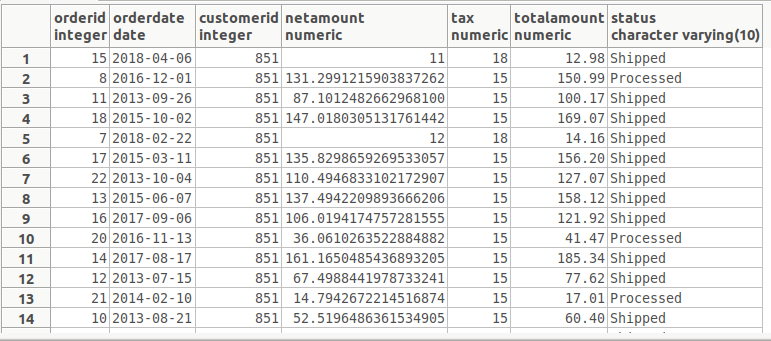 orderid orderdate customerid netamount tax totalamount status
integer date integer numeric numeric numeric character varying(10)
1 15 2018-04-06 851 11 18 12.98 Shipped
2 8 2016-12-01 851 131.2991215903837262 15 150.99 Processed
3 11 2013-09-26 851 87.1012482662968100 15 100.17 Shipped
4 18 2015-10-02 851 147.0180305131761442 15 169.07 Shipped
5 7 2018-02-22 851 12 18 14.16 Shipped
6 17 2015-03-11 851 135.8298659269533057 15 156.20 Shipped
7 22 2013-10-04 851 110.4946833102172907 15 127.07 Shipped
8 13 2015-06-07 851 137.4942209893666206 15 158.12 Shipped
9 16 2017-09-06 851 106.0194174757281555 15 121.92 Shipped
10 20 2016-11-13 851 36.0610263522884882 15 41.47 Processed
11 14 2017-08-17 851 161.1650485436893205 15 185.34 Shipped
12 12 2013-07-15 851 67.4988441978733241 15 77.62 Shipped
13 21 2014-02-10 851 14.7942672214516874 15 17.01 Processed
14 10 2013-08-21 851 52.5196486361534905 15 60.40 Shipped